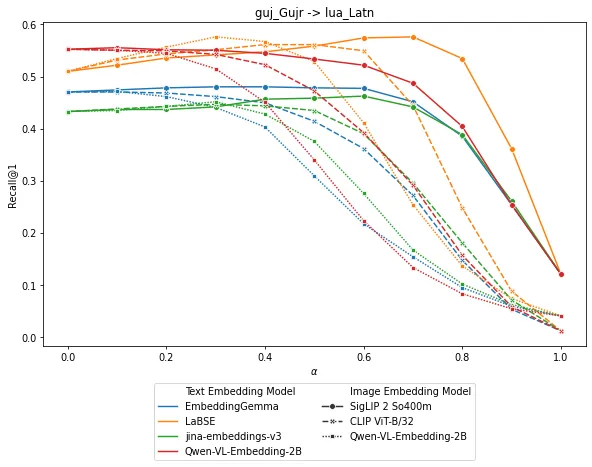 guj_Gujr -> lua_Latn
Recall@1
0.6
0.5
0.4
0.3
0.2
0.1
0.0
0.0 0.2 0.4 0.6 0.8 1.0
α
Text Embedding Model Image Embedding Model
EmbeddingGemma SigLIP 2 So400m
LaBSE CLIP ViT-B/32
jina-embeddings-v3 Qwen-VL-Embedding-2B
Qwen-VL-Embedding-2B